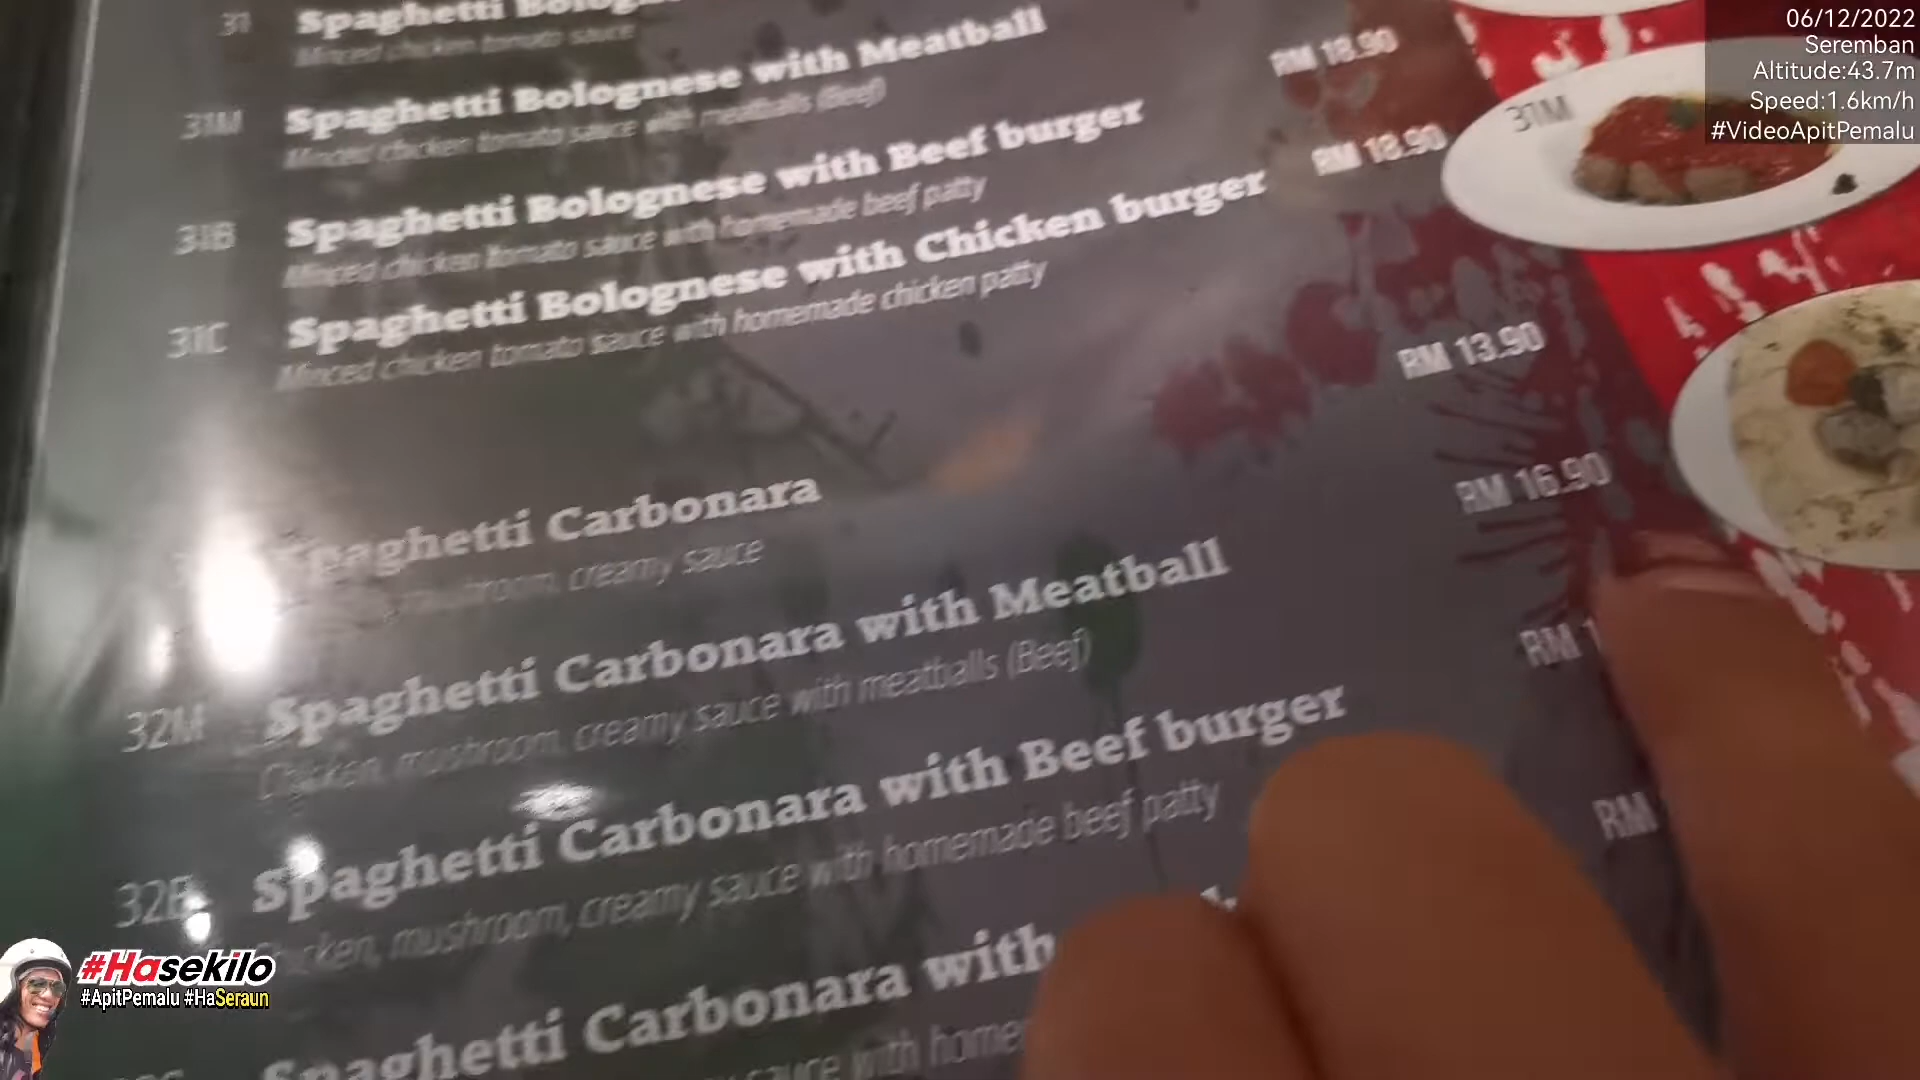 31 Spaghetti
Minced chicken tomato sauce
31M Spaghetti Bolognese with Meatball
Minced chicken tomato sauce with meatballs (Beef)
RM 18.90
31B Spaghetti Bolognese with Beef burger
Minced chicken tomato sauce with homemade beef patty
RM 18.90
31C Spaghetti Bolognese with Chicken burger
Minced chicken tomato sauce with homemade chicken patty
RM 13.90
Spaghetti Carbonara
mushroom, creamy sauce
RM 16.90
32M Spaghetti Carbonara with Meatball
Chicken, mushroom, creamy sauce with meatballs (Beef)
RM
32B Spaghetti Carbonara with Beef burger
Chicken, mushroom, creamy sauce with homemade beef patty
RM
Spaghetti Carbonara with
sauce with
31M
06/12/2022
Seremban
Altitude:43.7m
Speed:1.6km/h
#VideoApitPemalu
#Hasekilo
#ApitPemalu #HaSeraun